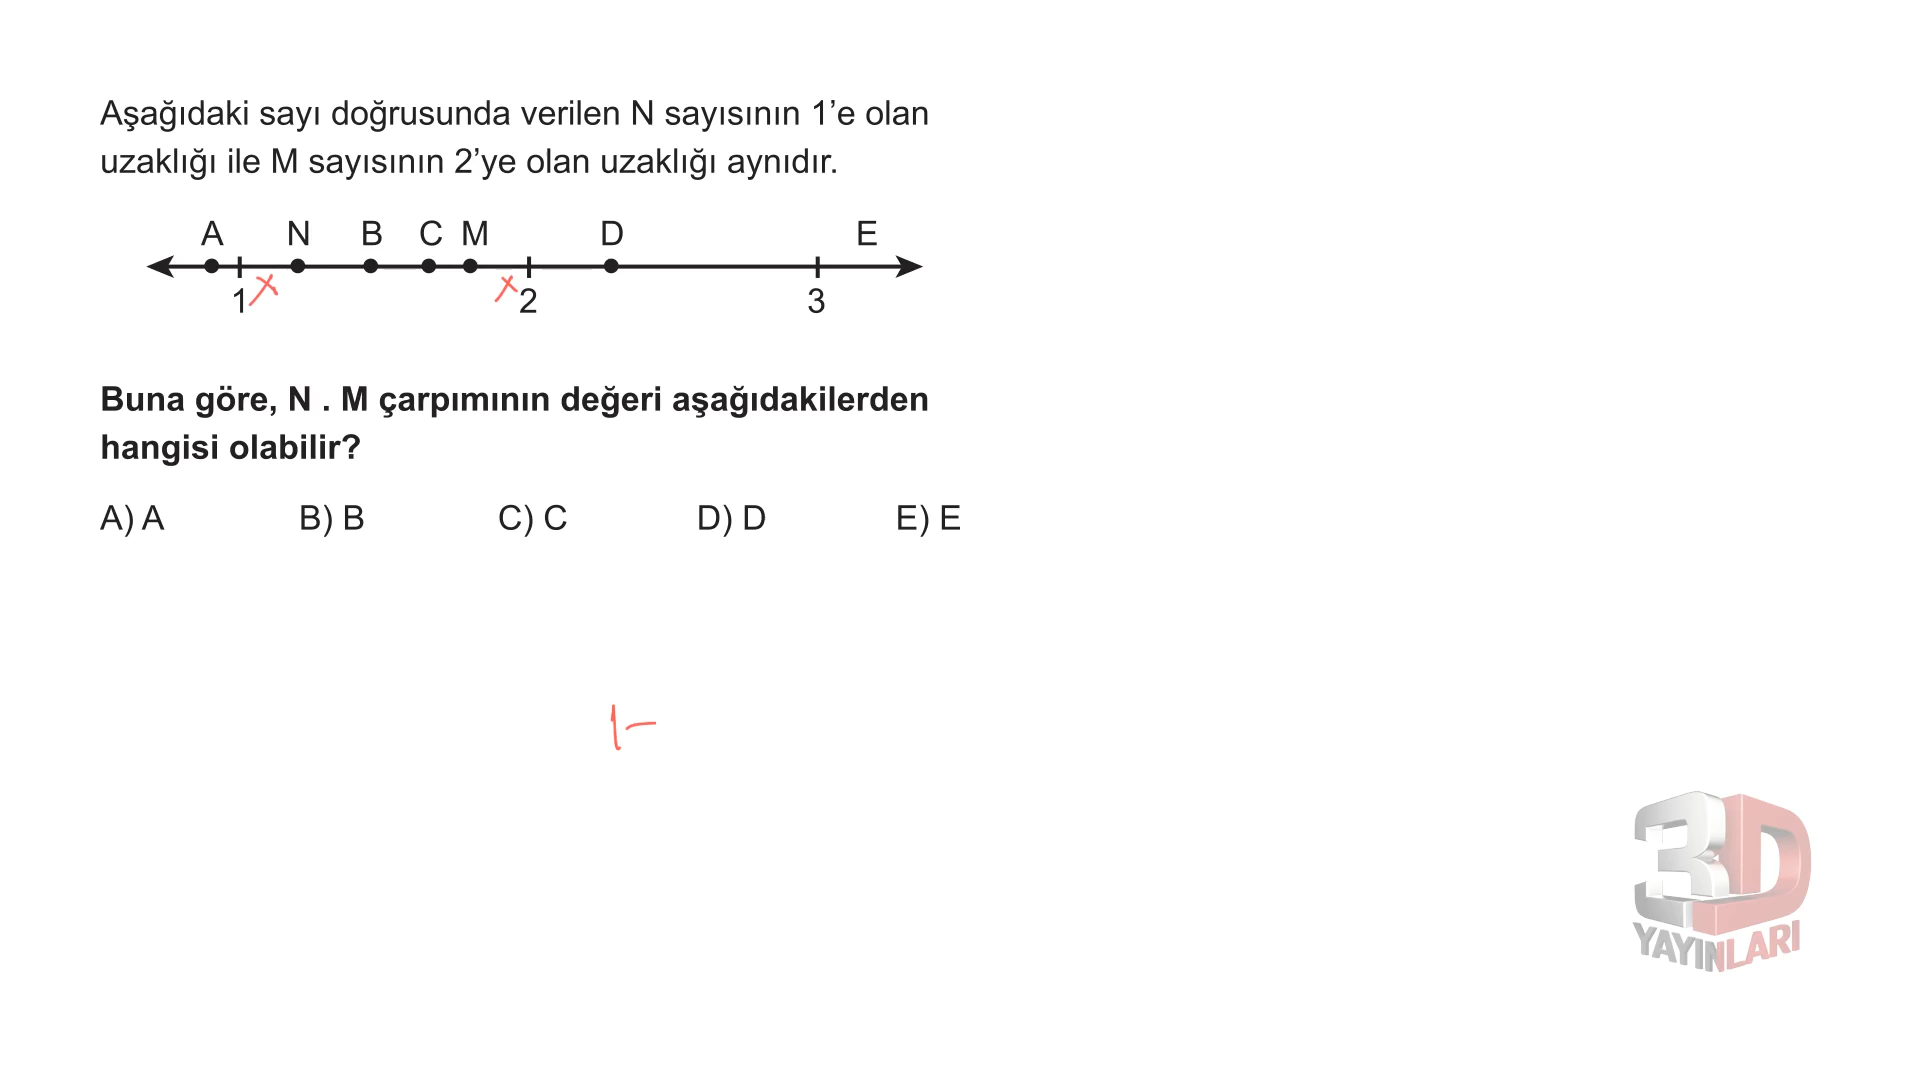 Aşağıdaki sayı doğrusunda verilen N sayısının 1’e olan
uzaklığı ile M sayısının 2’ye olan uzaklığı aynıdır.
A N B C M D E
x x
1 2 3
Buna göre, N . M çarpımının değeri aşağıdakilerden
hangisi olabilir?
A) A B) B C) C D) D E) E
1-
3D
YAYINLARI